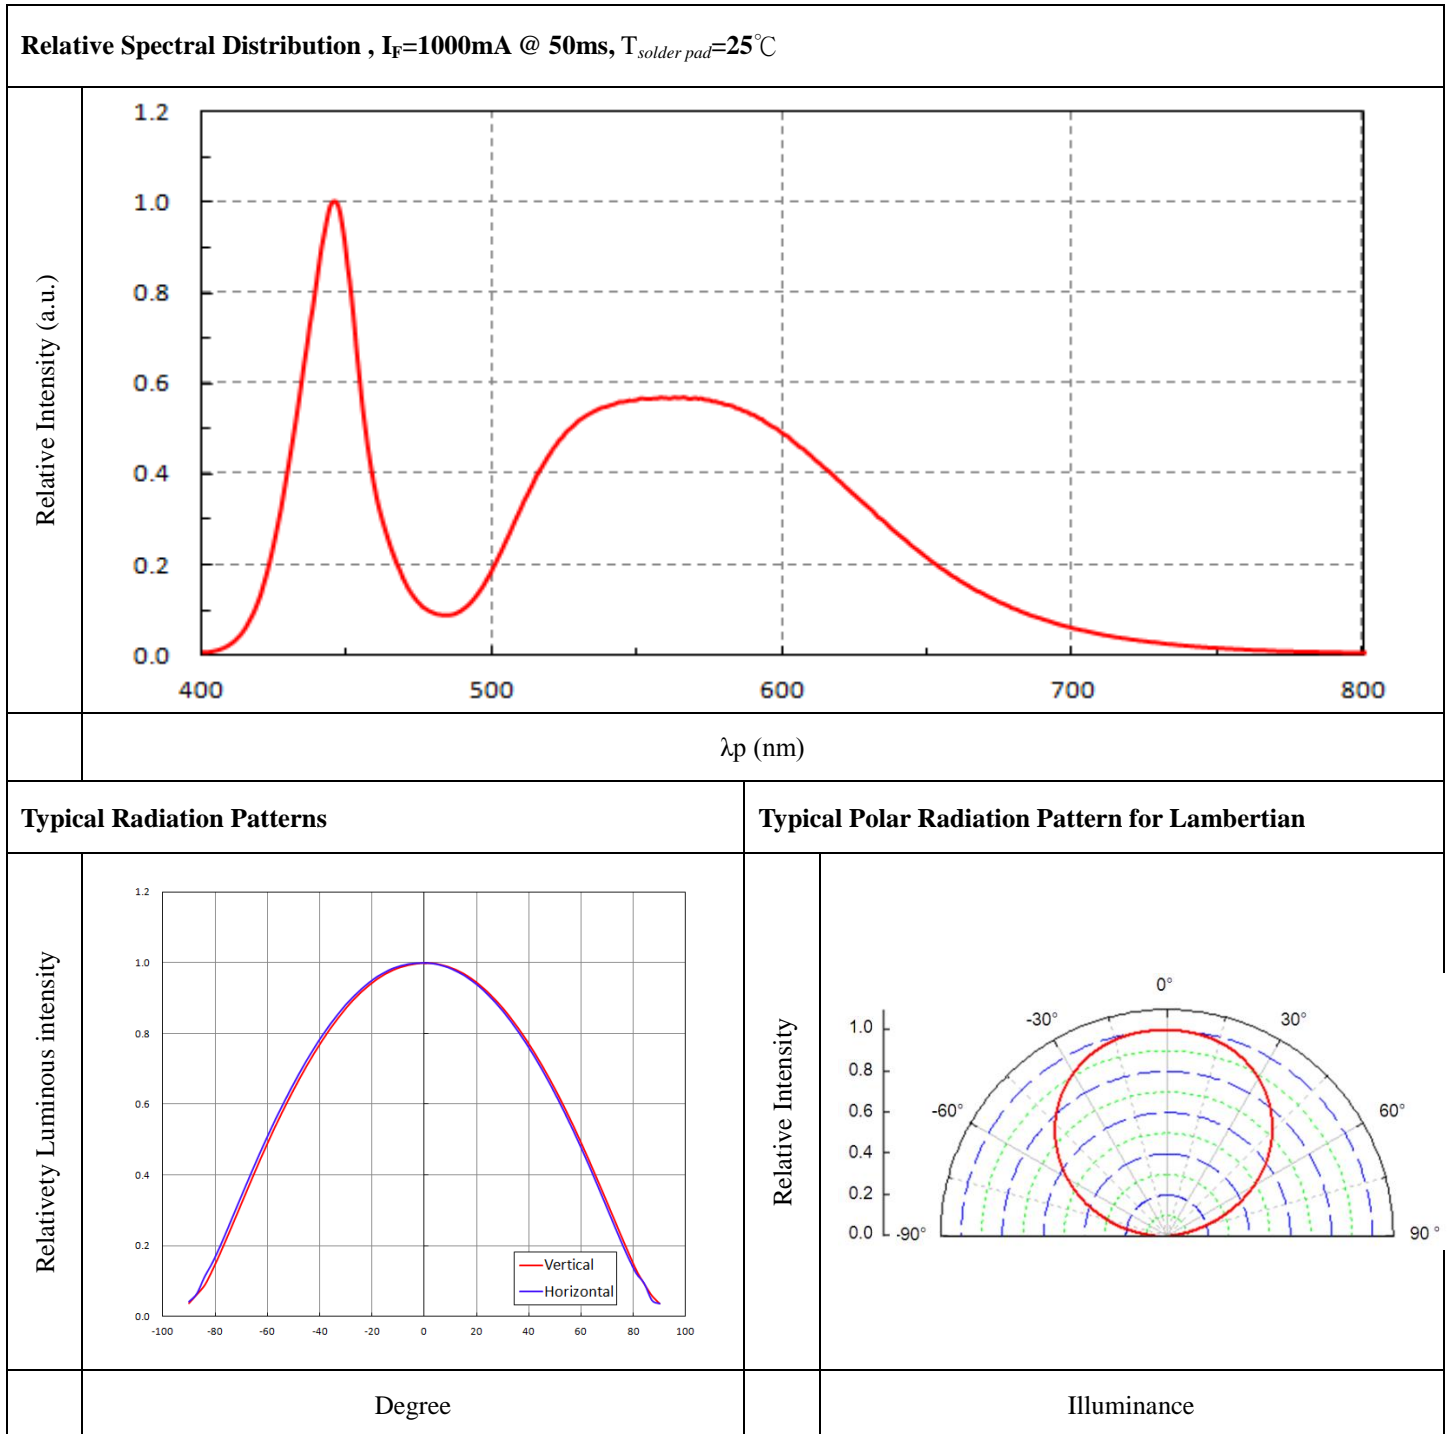 Relative Spectral Distribution , IF=1000mA @ 50ms, Tsolder pad=25℃
Relative Intensity (a.u.)
1.2
1.0
0.8
0.6
0.4
0.2
0.0
400 500 600 700 800
λp (nm)
Typical Radiation Patterns
Typical Polar Radiation Pattern for Lambertian
Relativety Luminous intensity
1.2
1.0
0.8
0.6
0.4
0.2
0.0
-100 -80 -60 -40 -20 0 20 40 60 80 100
Vertical
Horizontal
Relative Intensity
1.0
0.8
0.6
0.4
0.2
0.0
-90°
-60°
-30°
0°
30°
60°
90 °
Degree
Illuminance